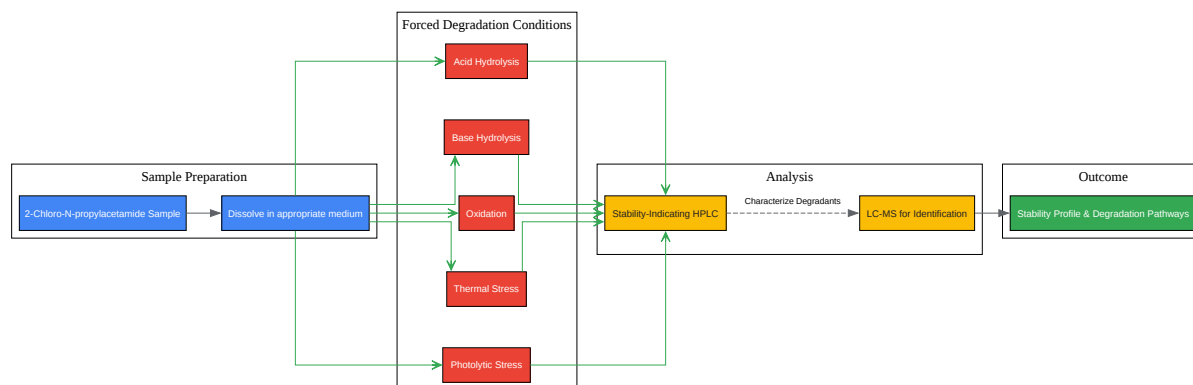 Forced Degradation Conditions
Acid Hydrolysis
Base Hydrolysis
Sample Preparation
Analysis
Outcome
2-Chloro-N-propylacetamide Sample
Dissolve in appropriate medium
Oxidation
Stability-Indicating HPLC
Characterize Degradants
LC-MS for Identification
Stability Profile & Degradation Pathways
Thermal Stress
Photolytic Stress